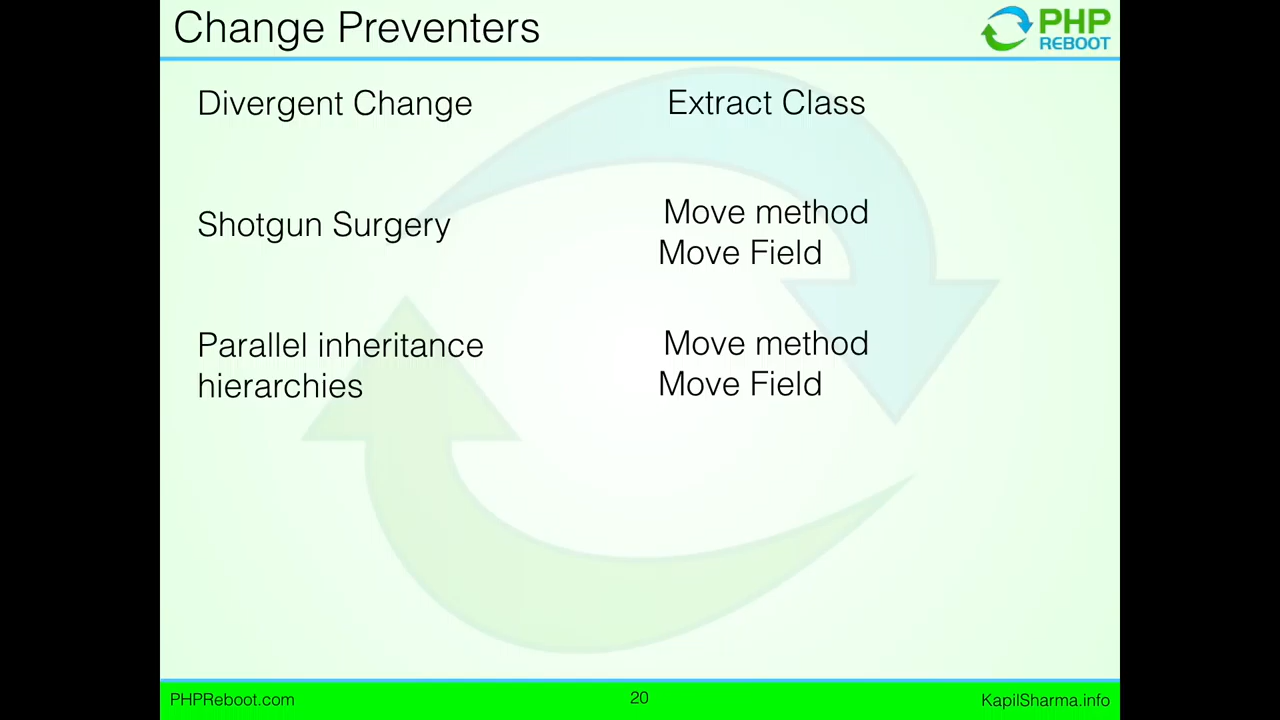 Change Preventers
PHP
REBOOT
Divergent Change
Extract Class
Shotgun Surgery
Move method
Move Field
Parallel inheritance
hierarchies
Move method
Move Field
PHPReboot.com
20
KapilSharma.info